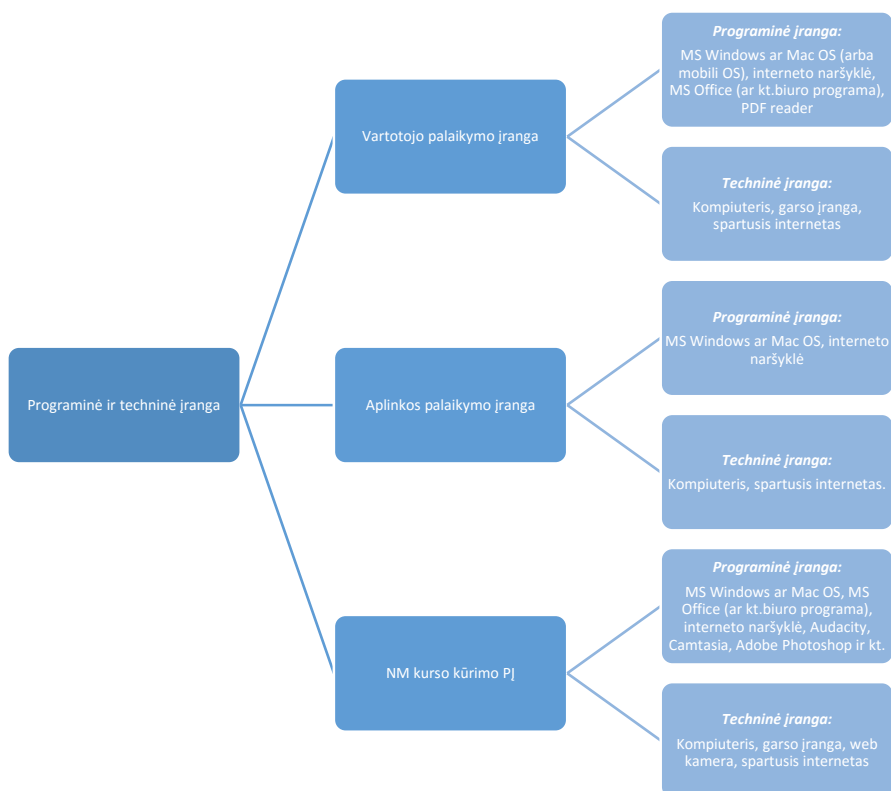 Programinė ir techninė įranga
Vartotojo palaikymo įranga
Programinė įranga:
MS Windows ar Mac OS (arba
mobili OS), interneto naršyklė,
MS Office (ar kt.biuro programa),
PDF reader
Techninė įranga:
Kompiuteris, garso įranga,
spartusis internetas
Aplinkos palaikymo įranga
Programinė įranga:
MS Windows ar Mac OS, interneto
naršyklė
Techninė įranga:
Kompiuteris, spartusis internetas.
NM kurso kūrimo PĮ
Programinė įranga:
MS Windows ar Mac OS, MS
Office (ar kt.biuro programa),
interneto naršyklė, Audacity,
Camtasia, Adobe Photoshop ir kt.
Techninė įranga:
Kompiuteris, garso įranga, web
kamera, spartusis internetas